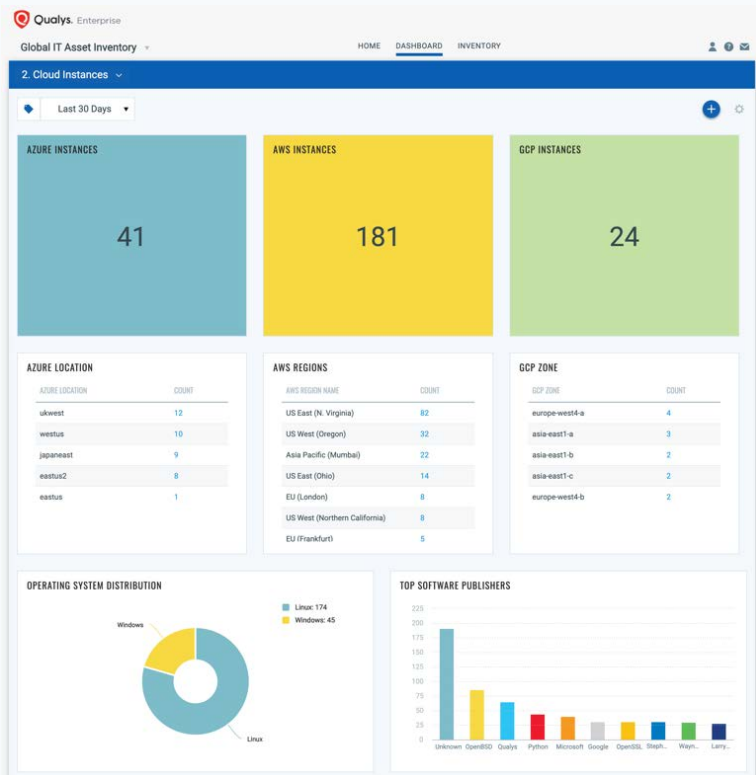 Qualys. Enterprise
Global IT Asset Inventory
HOME DASHBOARD INVENTORY
2. Cloud Instances
Last 30 Days
AZURE INSTANCES
41
AWS INSTANCES
181
GCP INSTANCES
24
AZURE LOCATION
AZURE LOCATION COUNT
ukwest 12
westus 10
japaneast 9
eastus2 8
eastus 1
AWS REGIONS
AWS REGION NAME COUNT
US East (N. Virginia) 82
US West (Oregon) 32
Asia Pacific (Mumbai) 22
US East (Ohio) 14
EU (London) 8
US West (Northern California) 8
EU (Frankfurt) 5
GCP ZONE
GCP ZONE COUNT
europe-west4-a 4
asia-east1-a 3
asia-east1-b 2
asia-east1-c 2
europe-west4-b 2
OPERATING SYSTEM DISTRIBUTION
Linux: 174
Windows: 45
Windows
Linux
TOP SOFTWARE PUBLISHERS
225
200
175
150
125
100
75
50
25
0
Unknown OpenBSD Qualys Python Microsoft Google OpenSSL Steph... Wayn... Larry...